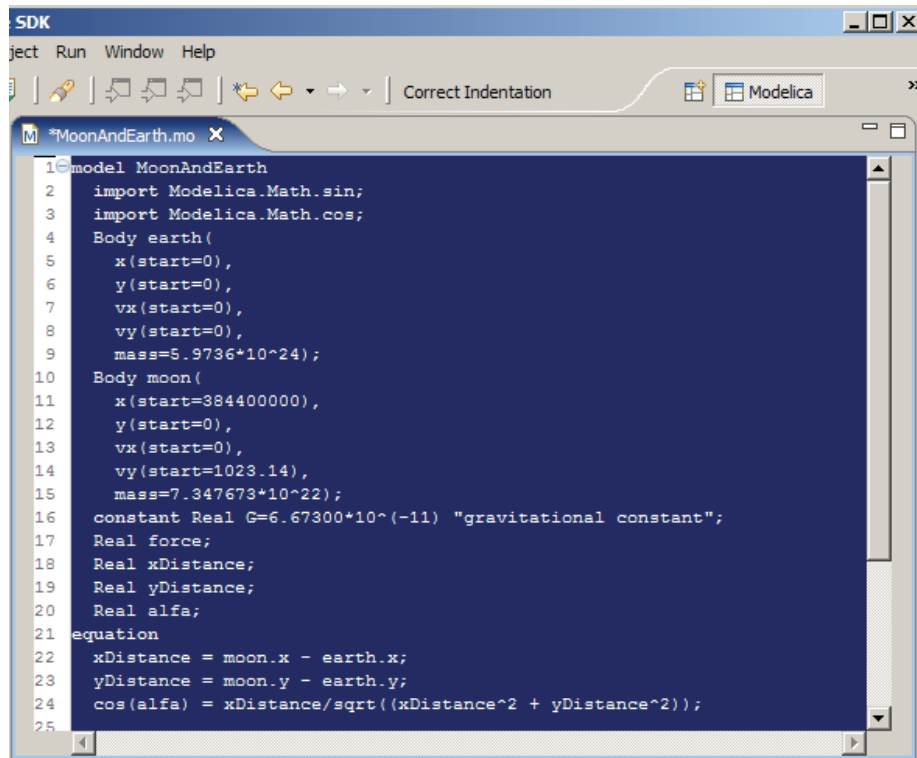 : SDK
ject Run Window Help
Correct Indentation Modelica »
*MoonAndEarth.mo
1 model MoonAndEarth
2 import Modelica.Math.sin;
3 import Modelica.Math.cos;
4 Body earth(
5 x(start=0),
6 y(start=0),
7 vx(start=0),
8 vy(start=0),
9 mass=5.9736*10^24);
10 Body moon(
11 x(start=384400000),
12 y(start=0),
13 vx(start=0),
14 vy(start=1023.14),
15 mass=7.347673*10^22);
16 constant Real G=6.67300*10^(-11) "gravitational constant";
17 Real force;
18 Real xDistance;
19 Real yDistance;
20 Real alfa;
21 equation
22 xDistance = moon.x - earth.x;
23 yDistance = moon.y - earth.y;
24 cos(alfa) = xDistance/sqrt((xDistance^2 + yDistance^2));
25